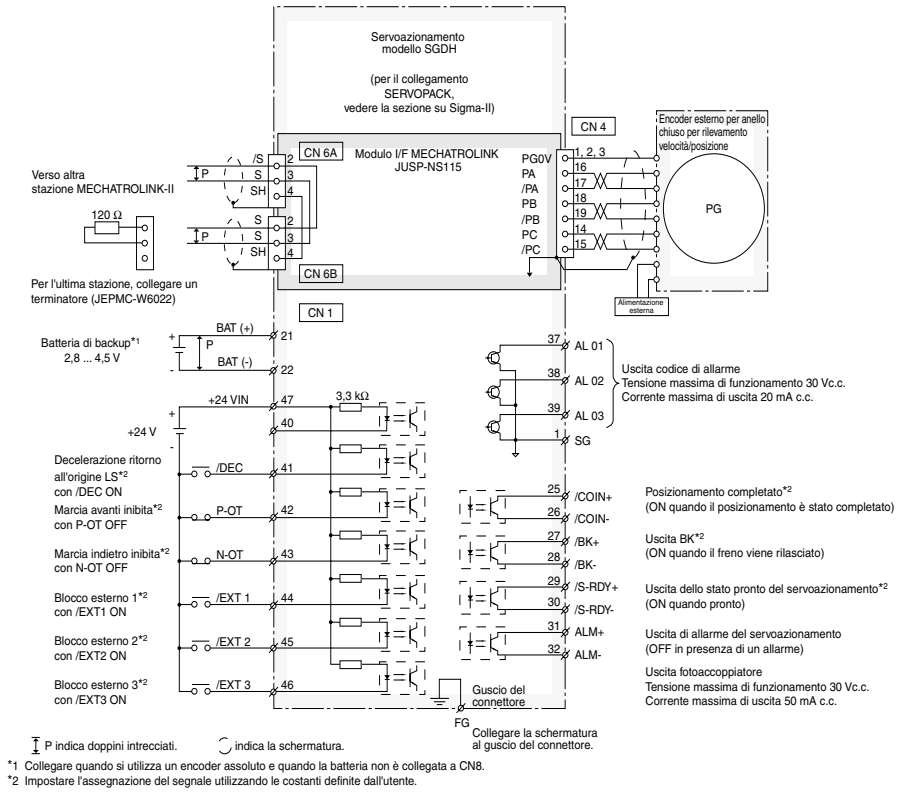 Servoazionamento
modello SGDH
(per il collegamento
SERVOPACK,
vedere la sezione su Sigma-II)
CN 4
Encoder esterno per anello
chiuso per rilevamento
velocità/posizione
CN 6A
Modulo I/F MECHATROLINK
JUSP-NS115
/S 2
P S 3
SH 4
Verso altra
stazione MECHATROLINK-II
120 Ω
S 2
P /S 3
SH 4
CN 6B
Per l'ultima stazione, collegare un
terminatore (JEPMC-W6022)
PG0V 1, 2, 3
PA 16
/PA 17
PB 18
/PB 19
PC 14
/PC 15
PG
Alimentazione
esterna
CN 1
Batteria di backup*1
2,8 ... 4,5 V
+
-
BAT (+) 21
P
BAT (-) 22
+24 VIN 47
3,3 kΩ
40
+
+24 V
-
Decelerazione ritorno
all'origine LS*2
con /DEC ON
/DEC 41
Marcia avanti inibita*2
con P-OT OFF
P-OT 42
Marcia indietro inibita*2
con N-OT OFF
N-OT 43
Blocco esterno 1*2
con /EXT1 ON
/EXT 1 44
Blocco esterno 2*2
con /EXT2 ON
/EXT 2 45
Blocco esterno 3*2
con /EXT3 ON
/EXT 3 46
37 AL 01
38 AL 02
39 AL 03
1 SG
Uscita codice di allarme
Tensione massima di funzionamento 30 Vc.c.
Corrente massima di uscita 20 mA c.c.
25 /COIN+
26 /COIN-
Posizionamento completato*2
(ON quando il posizionamento è stato completato)
27 /BK+
28 /BK-
Uscita BK*2
(ON quando il freno viene rilasciato)
29 /S-RDY+
30 /S-RDY-
Uscita dello stato pronto del servoazionamento*2
(ON quando pronto)
31 ALM+
32 ALM-
Uscita di allarme del servoazionamento
(OFF in presenza di un allarme)
Uscita fotoaccoppiatore
Tensione massima di funzionamento 30 Vc.c.
Corrente massima di uscita 50 mA c.c.
Guscio del
connettore
FG
Collegare la schermatura
al guscio del connettore.
P indica doppini intrecciati.
indica la schermatura.
*1 Collegare quando si utilizza un encoder assoluto e quando la batteria non è collegata a CN8.
*2 Impostare l'assegnazione del segnale utilizzando le costanti definite dall'utente.